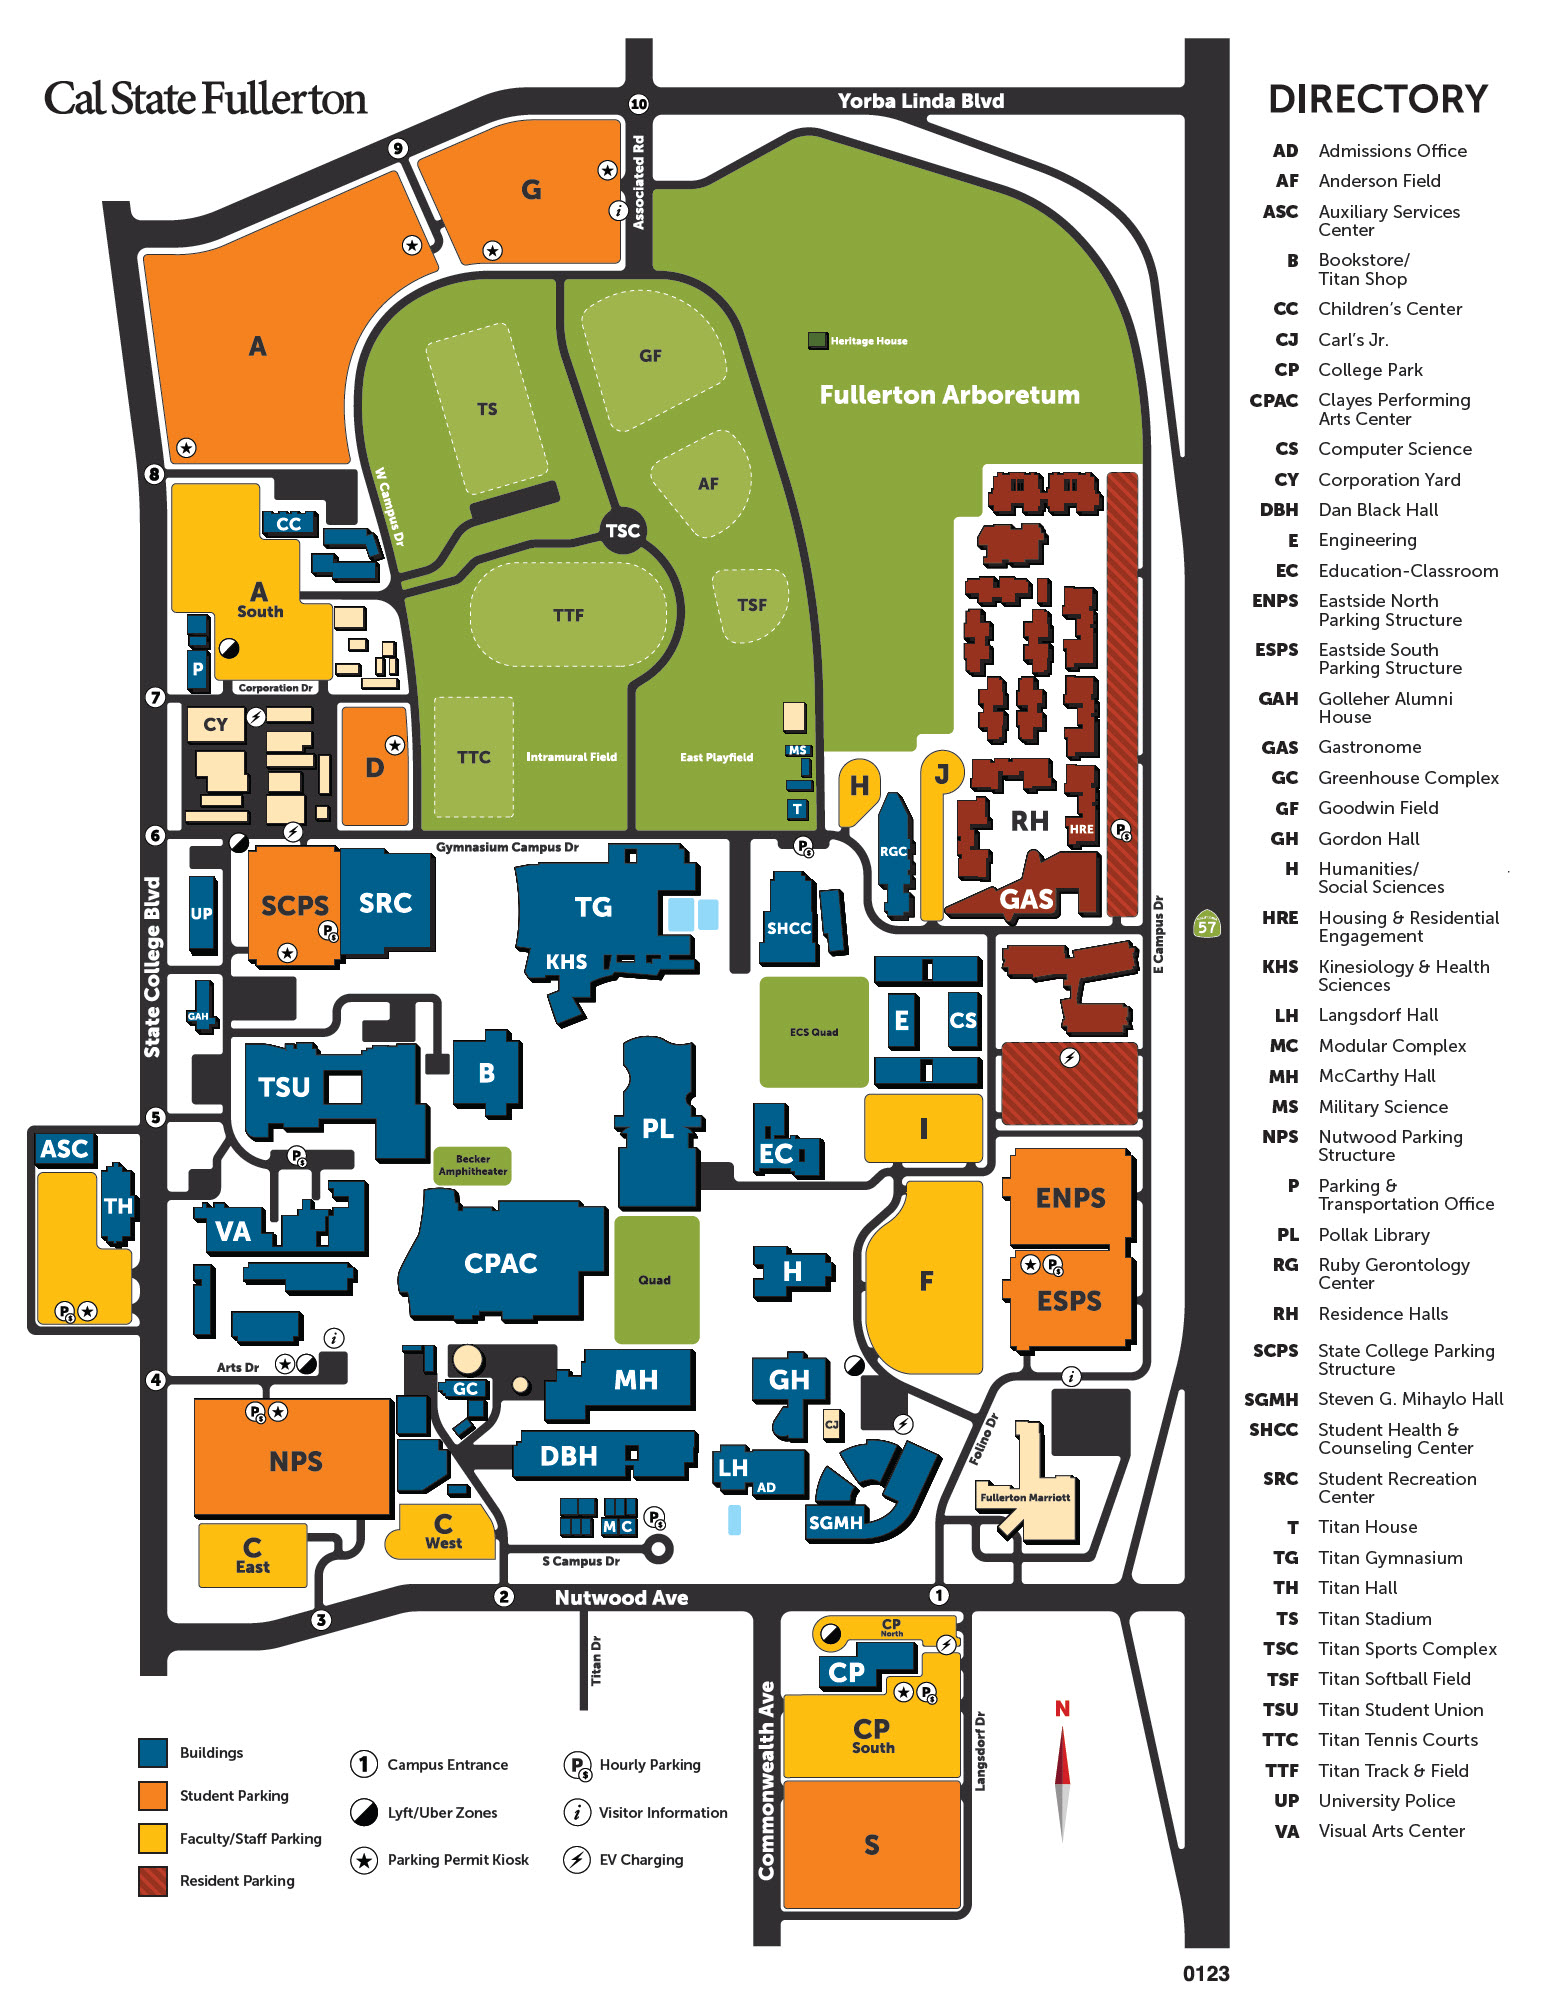 Cal State Fullerton
10
Yorba Linda Blvd
9
G
Associated Rd
i
A
GF
Heritage House
Fullerton Arboretum
TS
W Campus Dr
AF
8
CC
TSC
A
South
TTF
TSF
P
Corporation Dr
7
CY
D
TTC
Intramural Field
East Playfield
MS
T
H
J
RH
HRE
P$
6
Gymnasium Campus Dr
P$
RGC
GAS
State College Blvd
UP
SCPS
P$
SRC
TG
KHS
SHCC
E Campus Dr
57
GAH
E
CS
ECS Quad
TSU
B
PL
EC
I
5
ASC
P$
Becker
Amphitheater
TH
VA
CPAC
Quad
H
F
ENPS
P$
ESPS
P$
i
Arts Dr
4
P$
NPS
GC
MH
GH
CJ
i
Folino Dr
DBH
LH
AD
SGMH
Fullerton Marriott
C
East
C
West
M C
P$
S Campus Dr
3
2
Nutwood Ave
1
Titan Dr
CP
North
CP
P$
CP
South
S
Commonwealth Ave
Langsdorf Dr
N
Buildings
Student Parking
Faculty/Staff Parking
Resident Parking
1 Campus Entrance
Lyft/Uber Zones
Parking Permit Kiosk
P$ Hourly Parking
i Visitor Information
EV Charging
DIRECTORY
AD Admissions Office
AF Anderson Field
ASC Auxiliary Services
Center
B Bookstore/
Titan Shop
CC Children's Center
CJ Carl's Jr.
CP College Park
CPAC Clayes Performing
Arts Center
CS Computer Science
CY Corporation Yard
DBH Dan Black Hall
E Engineering
EC Education-Classroom
ENPS Eastside North
Parking Structure
ESPS Eastside South
Parking Structure
GAH Golleher Alumni
House
GAS Gastronome
GC Greenhouse Complex
GF Goodwin Field
GH Gordon Hall
H Humanities/
Social Sciences
HRE Housing & Residential
Engagement
KHS Kinesiology & Health
Sciences
LH Langsdorf Hall
MC Modular Complex
MH McCarthy Hall
MS Military Science
NPS Nutwood Parking
Structure
P Parking &
Transportation Office
PL Pollak Library
RG Ruby Gerontology
Center
RH Residence Halls
SCPS State College Parking
Structure
SGMH Steven G. Mihaylo Hall
SHCC Student Health &
Counseling Center
SRC Student Recreation
Center
T Titan House
TG Titan Gymnasium
TH Titan Hall
TS Titan Stadium
TSC Titan Sports Complex
TSF Titan Softball Field
TSU Titan Student Union
TTC Titan Tennis Courts
TTF Titan Track & Field
UP University Police
VA Visual Arts Center
0123